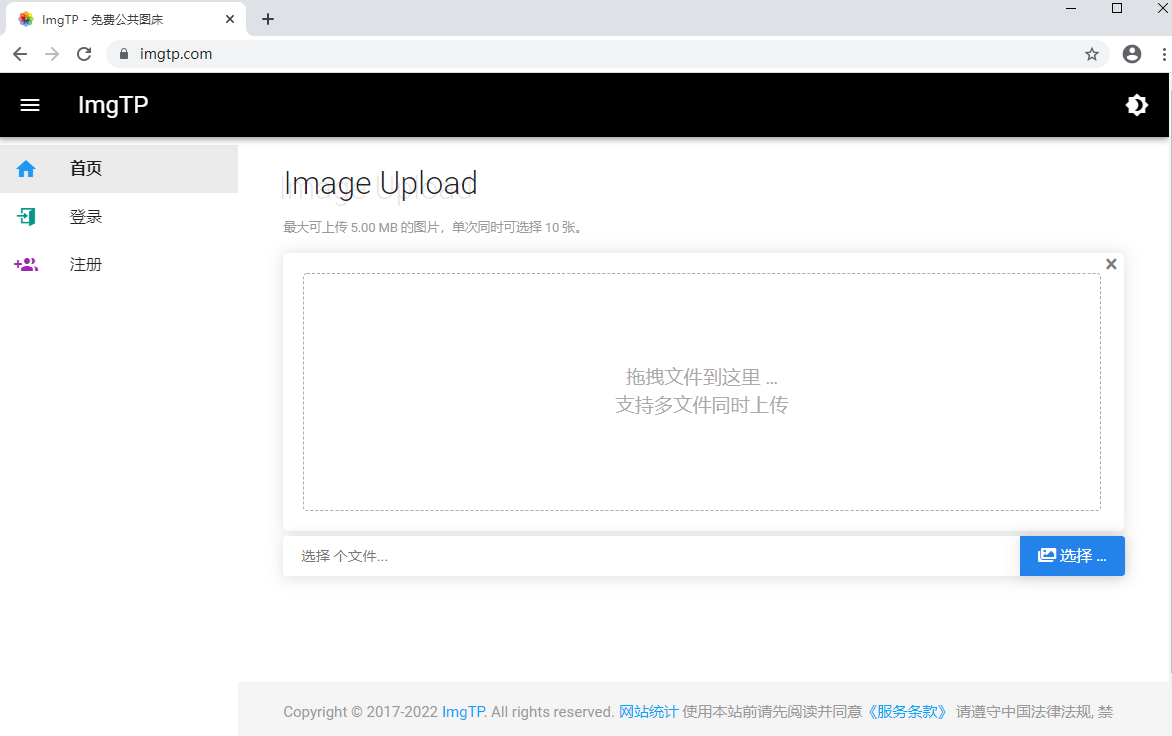 ImgTP - 免费公共图床
imgtp.com
ImgTP
首页
登录
注册
Image Upload
最大可上传 5.00 MB 的图片，单次同时可选择 10 张。
拖拽文件到这里 ...
支持多文件同时上传
选择 个文件...
选择 ...
Copyright © 2017-2022 ImgTP. All rights reserved. 网站统计 使用本站前请先阅读并同意《服务条款》 请遵守中国法律法规, 禁